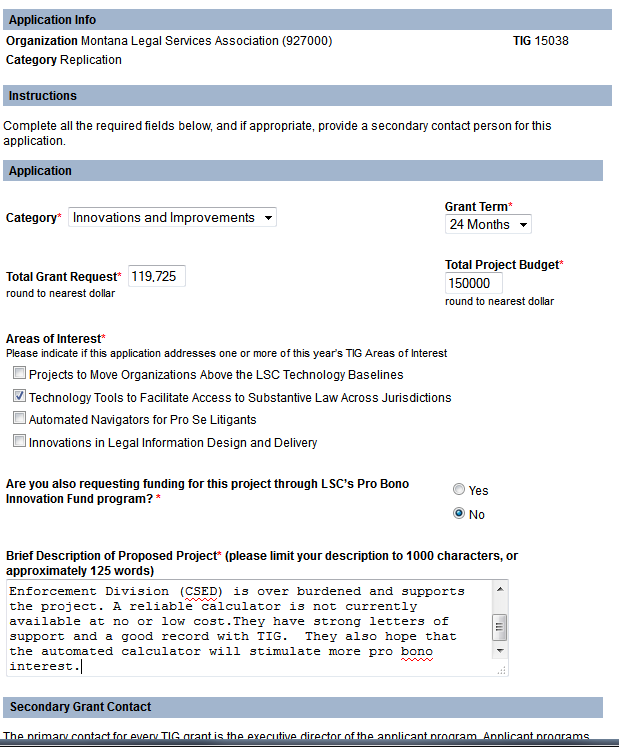 Application Info
Organization Montana Legal Services Association (927000) TIG 15038
Category Replication
Instructions
Complete all the required fields below, and if appropriate, provide a secondary contact person for this
application.
Application
Category* Innovations and Improvements
Grant Term*
24 Months
Total Grant Request* 119,725
round to nearest dollar
Total Project Budget*
150000
round to nearest dollar
Areas of Interest*
Please indicate if this application addresses one or more of this year's TIG Areas of Interest
Projects to Move Organizations Above the LSC Technology Baselines
Technology Tools to Facilitate Access to Substantive Law Across Jurisdictions
Automated Navigators for Pro Se Litigants
Innovations in Legal Information Design and Delivery
Are you also requesting funding for this project through LSC's Pro Bono
Innovation Fund program? *
Yes
No
Brief Description of Proposed Project* (please limit your description to 1000 characters, or
approximately 125 words)
Enforcement Division (CSED) is over burdened and supports
the project. A reliable calculator is not currently
available at no or low cost.They have strong letters of
support and a good record with TIG. They also hope that
the automated calculator will stimulate more pro bono
interest.
Secondary Grant Contact
The primary contact for every TIG grant is the executive director of the applicant program. Applicant programs